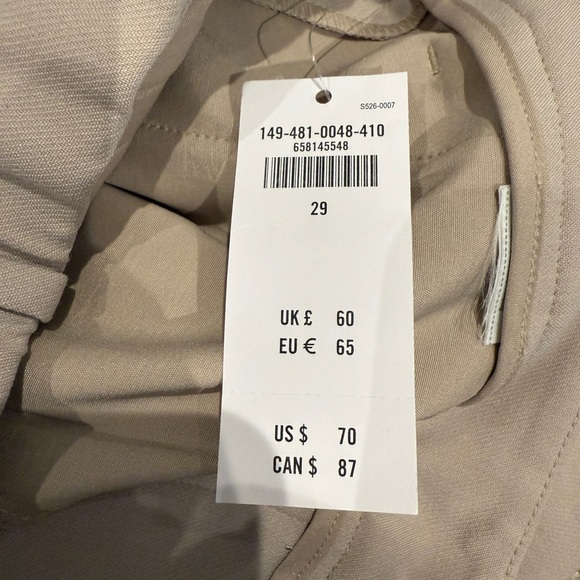 S526-0007
149-481-0048-410
658145548
29
UK £ 60
EU € 65
US $ 70
CAN $ 87